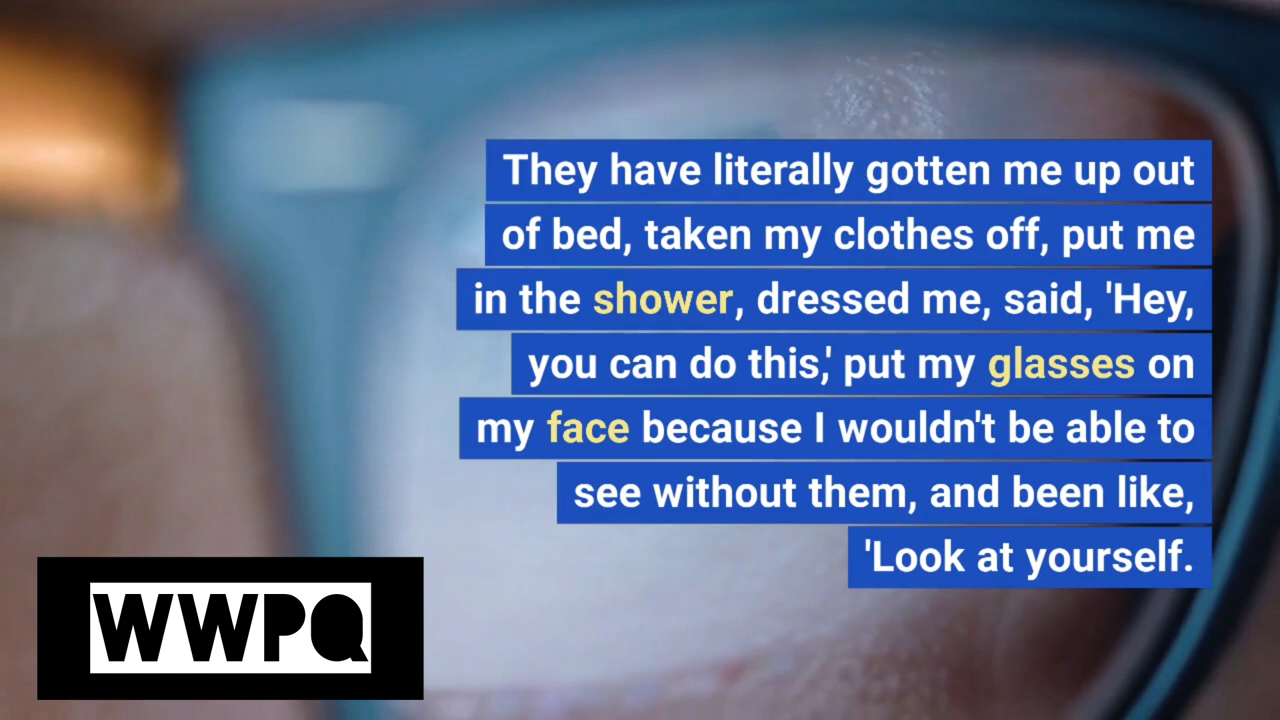 They have literally gotten me up out
of bed, taken my clothes off, put me
in the shower, dressed me, said, 'Hey,
you can do this,' put my glasses on
my face because I wouldn't be able to
see without them, and been like,
'Look at yourself.
WWPQ